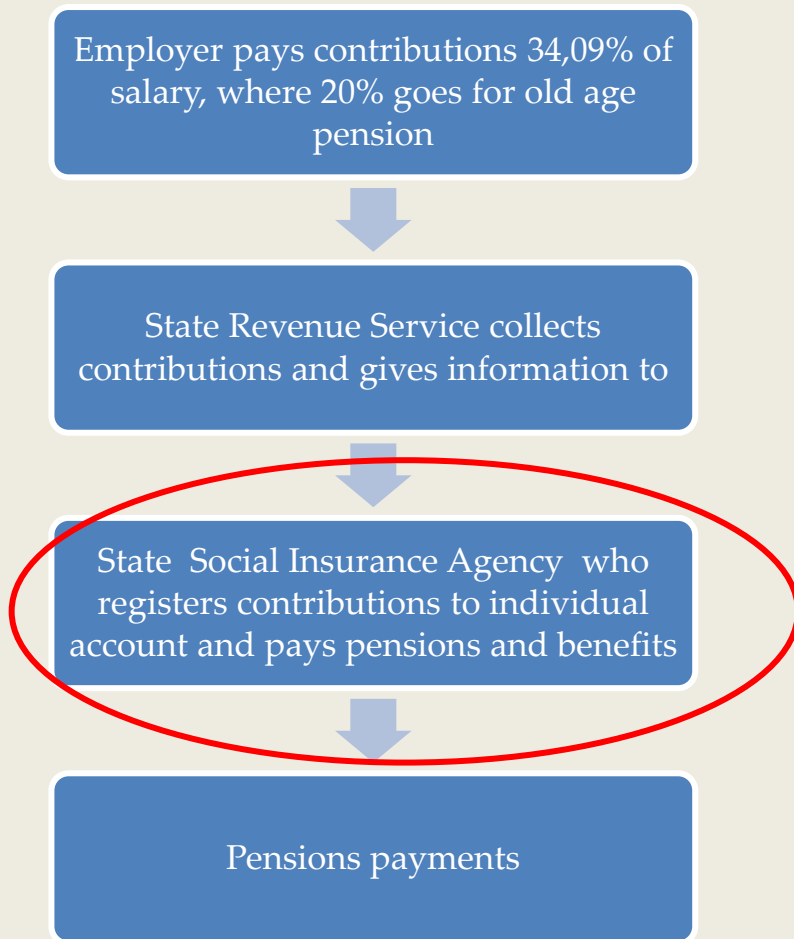 Employer pays contributions 34,09% of
salary, where 20% goes for old age
pension
State Revenue Service collects
contributions and gives information to
State Social Insurance Agency who
registers contributions to individual
account and pays pensions and benefits
Pensions payments